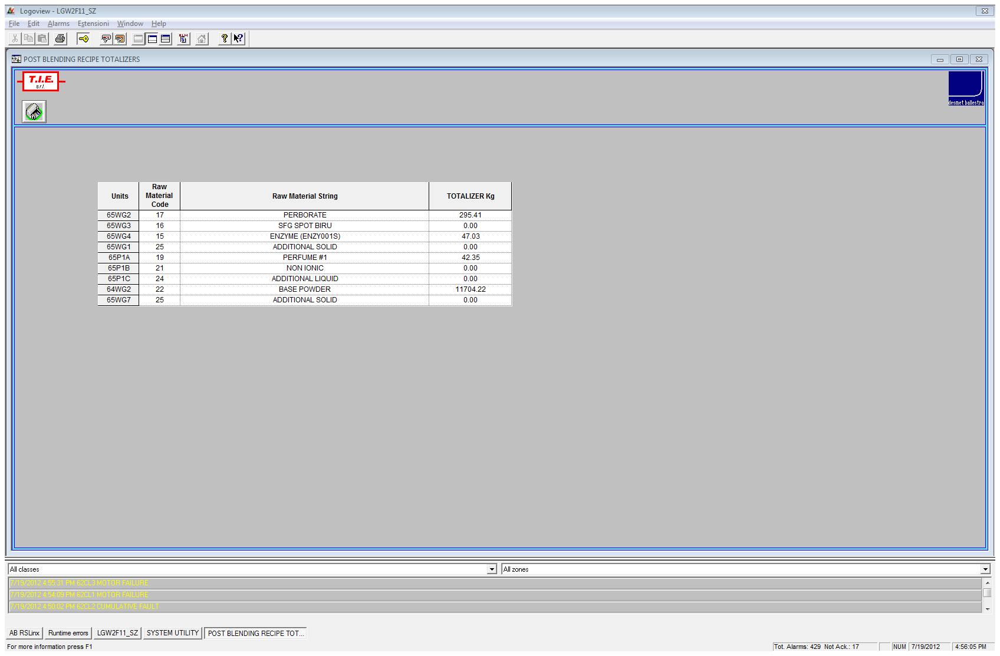 Logoview - LGW2F11_SZ
File Edit Alarms Estensioni Window Help
POST BLENDING RECIPE TOTALIZERS
T.I.E.
s.r.l.
desmet ballestra
Units Raw Material Code Raw Material String TOTALIZER Kg
65WG2 17 PERBORATE 295.41
65WG3 16 SFG SPOT BIRU 0.00
65WG4 15 ENZYME (ENZY001S) 47.03
65WG1 25 ADDITIONAL SOLID 0.00
65P1A 19 PERFUME #1 42.35
65P1B 21 NON IONIC 0.00
65P1C 24 ADDITIONAL LIQUID 0.00
64WG2 22 BASE POWDER 11704.22
65WG7 25 ADDITIONAL SOLID 0.00
All classes All zones
7/19/2012 4:55:31 PM 62CL3 MOTOR FAILURE
7/19/2012 4:54:09 PM 62CL1 MOTOR FAILURE
7/19/2012 4:50:02 PM 62CL2 CUMULATIVE FAULT
AB RSLinx Runtime errors LGW2F11_SZ SYSTEM UTILITY POST BLENDING RECIPE TOT...
For more information press F1 Tot. Alarms: 429 Not Ack.: 17 NUM 7/19/2012 4:56:05 PM